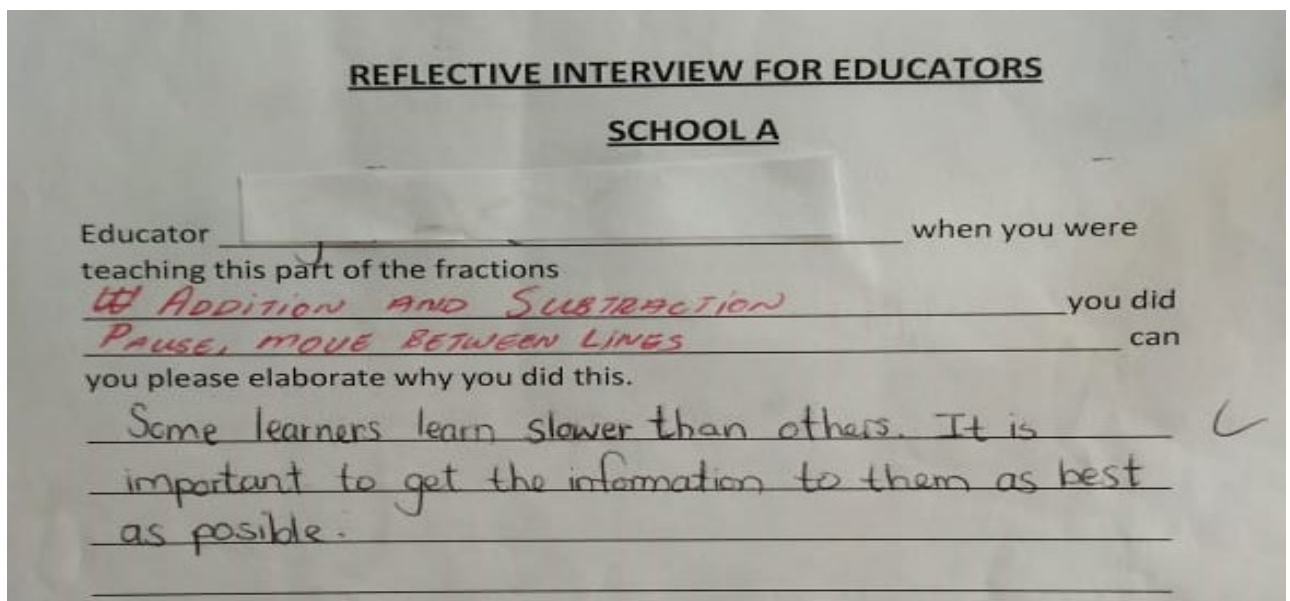 REFLECTIVE INTERVIEW FOR EDUCATORS
SCHOOL A
Educator when you were
teaching this part of the fractions
ADDITION AND SUBTRACTION you did
PAUSE, MOVE BETWEEN LINES can
you please elaborate why you did this.
Some learners learn slower than others. It is
important to get the information to them as best
as posible.